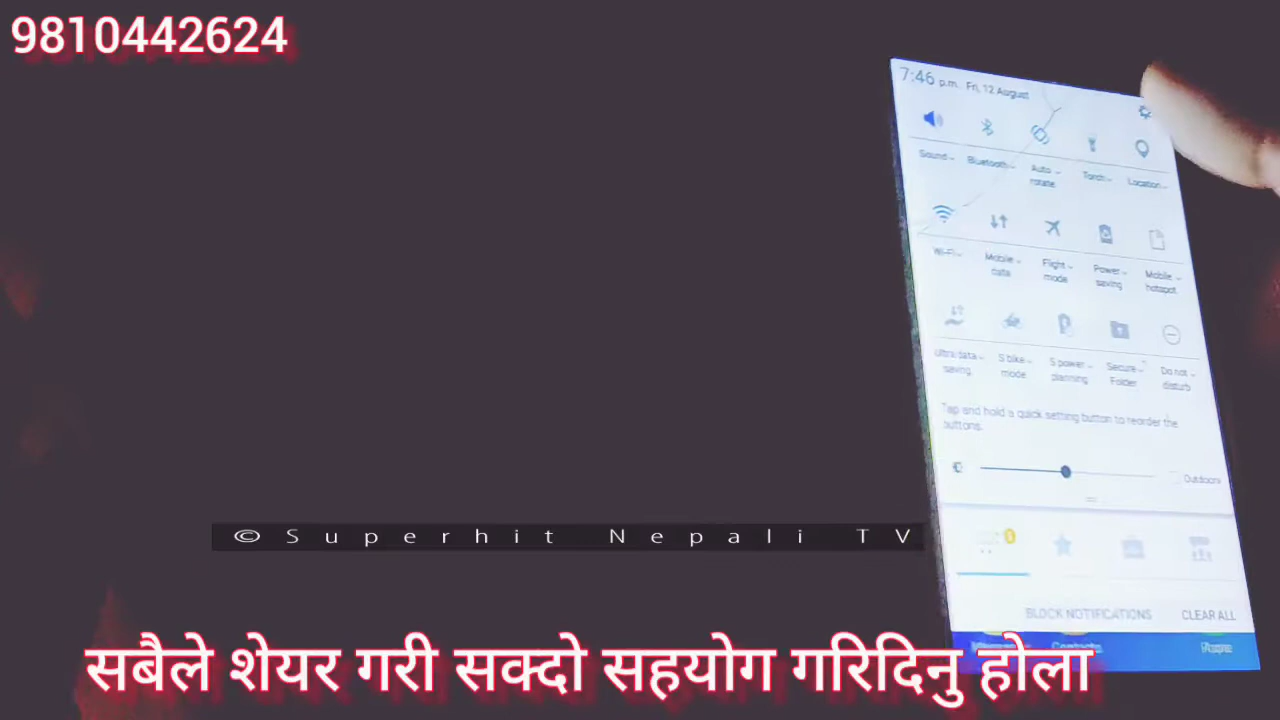 9810442624
7:46 p.m. Fri, 12 August
Sound Bluetooth Auto rotate Torch Location
Wi-Fi Mobile data Flight mode Power saving Mobile hotspot
Ultra data saving S bike mode S power planning Secure Folder Do not disturb
Tap and hold a quick setting button to reorder the
buttons.
Outdoors
© Superhit Nepali TV
BLOCK NOTIFICATIONS CLEAR ALL
Contacts Phone
सबैले शेयर गरी सक्दो सहयोग गरिदिनु होला